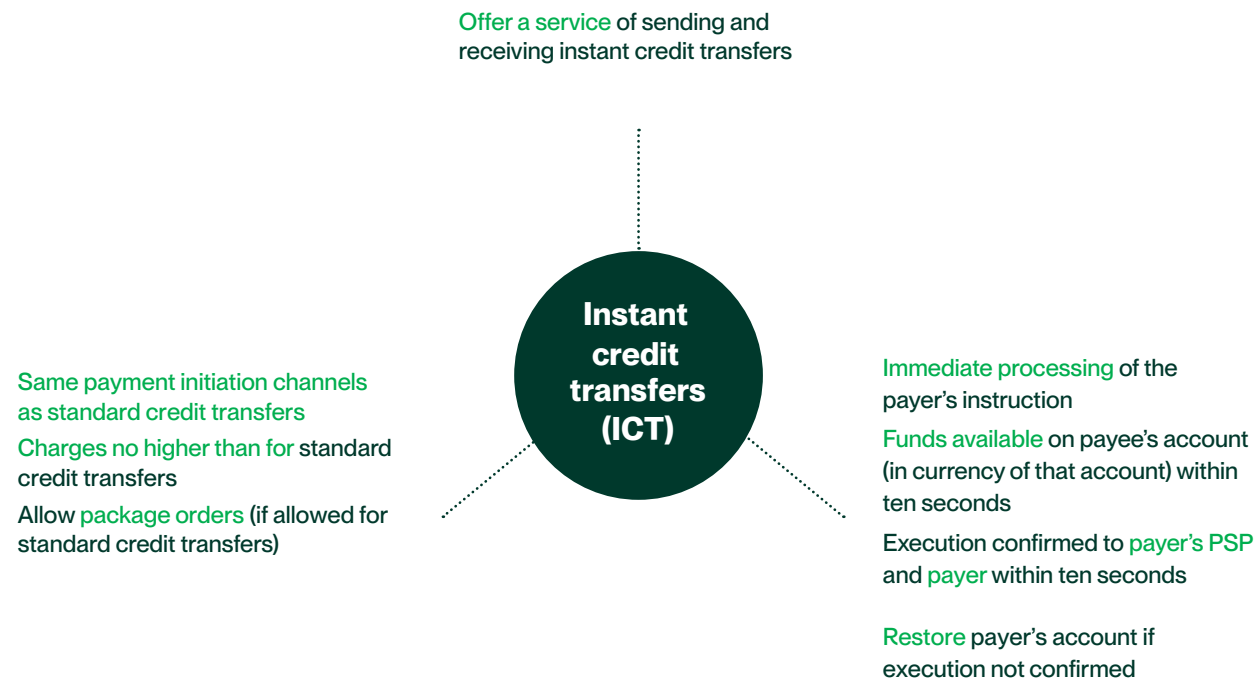 Offer a service of sending and
receiving instant credit transfers
Instant
credit
transfers
(ICT)
Same payment initiation channels
as standard credit transfers
Charges no higher than for standard
credit transfers
Allow package orders (if allowed for
standard credit transfers)
Immediate processing of the
payer’s instruction
Funds available on payee’s account
(in currency of that account) within
ten seconds
Execution confirmed to payer’s PSP
and payer within ten seconds
Restore payer’s account if
execution not confirmed